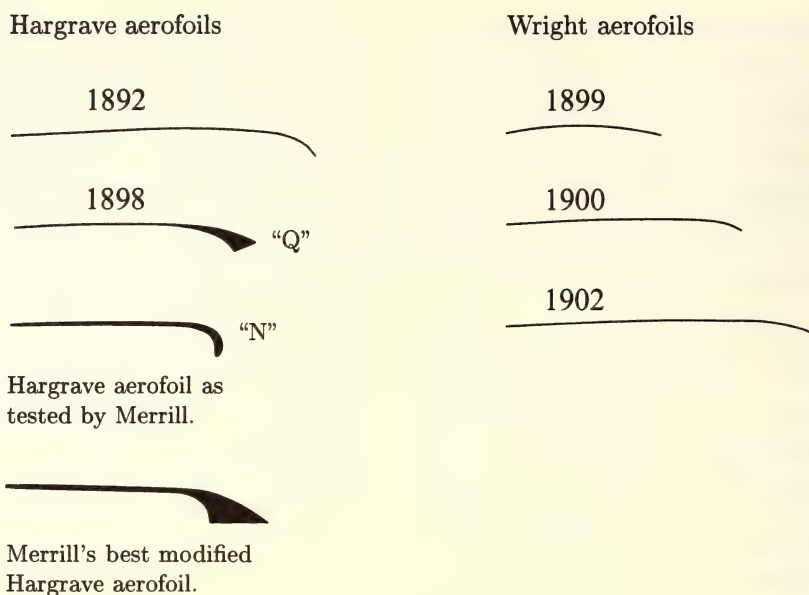 Hargrave aerofoils
1892
1898
“Q”
“N”
Hargrave aerofoil as
tested by Merrill.
Merrill's best modified
Hargrave aerofoil.
Wright aerofoils
1899
1900
1902